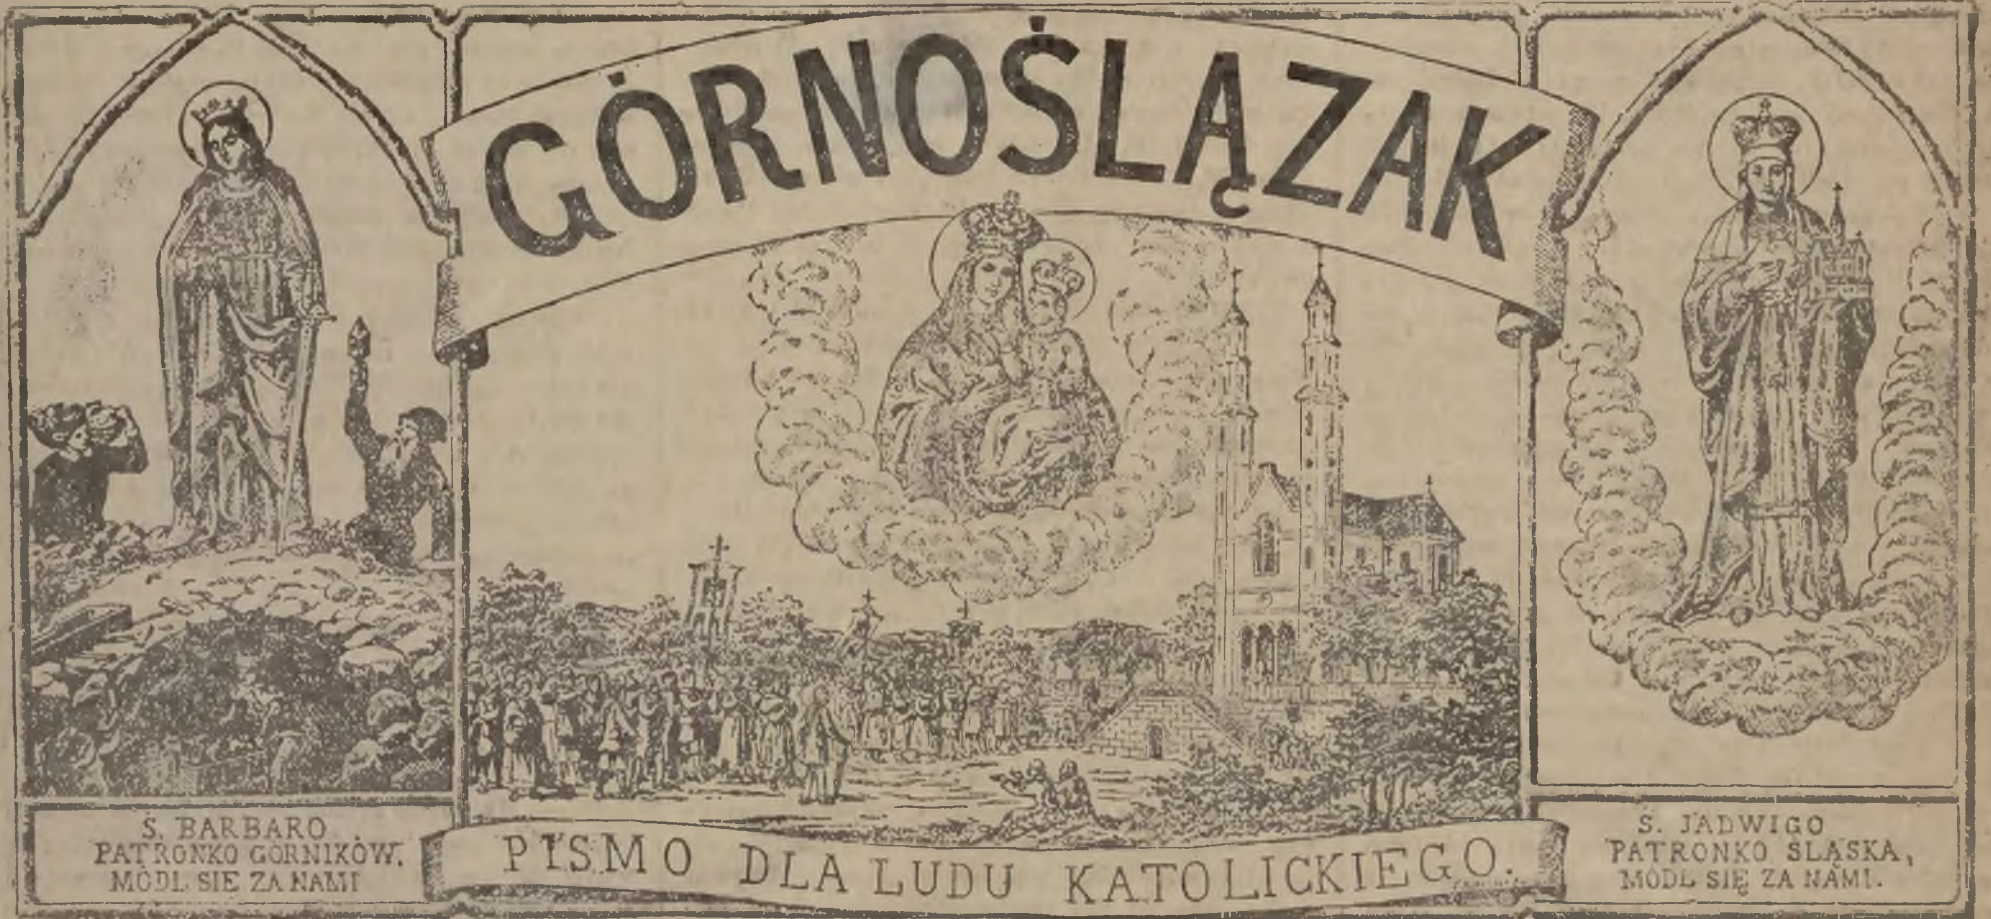 GÓRNOŚLĄZAK
S. BARBARO
PATRONKO GÓRNIKÓW,
MÓDL SIĘ ZA NAMI
PISMO DLA LUDU KATOLICKIEGO.
S. JADWIGO
PATRONKO ŚLĄSKA,
MÓDL SIĘ ZA NAMI.